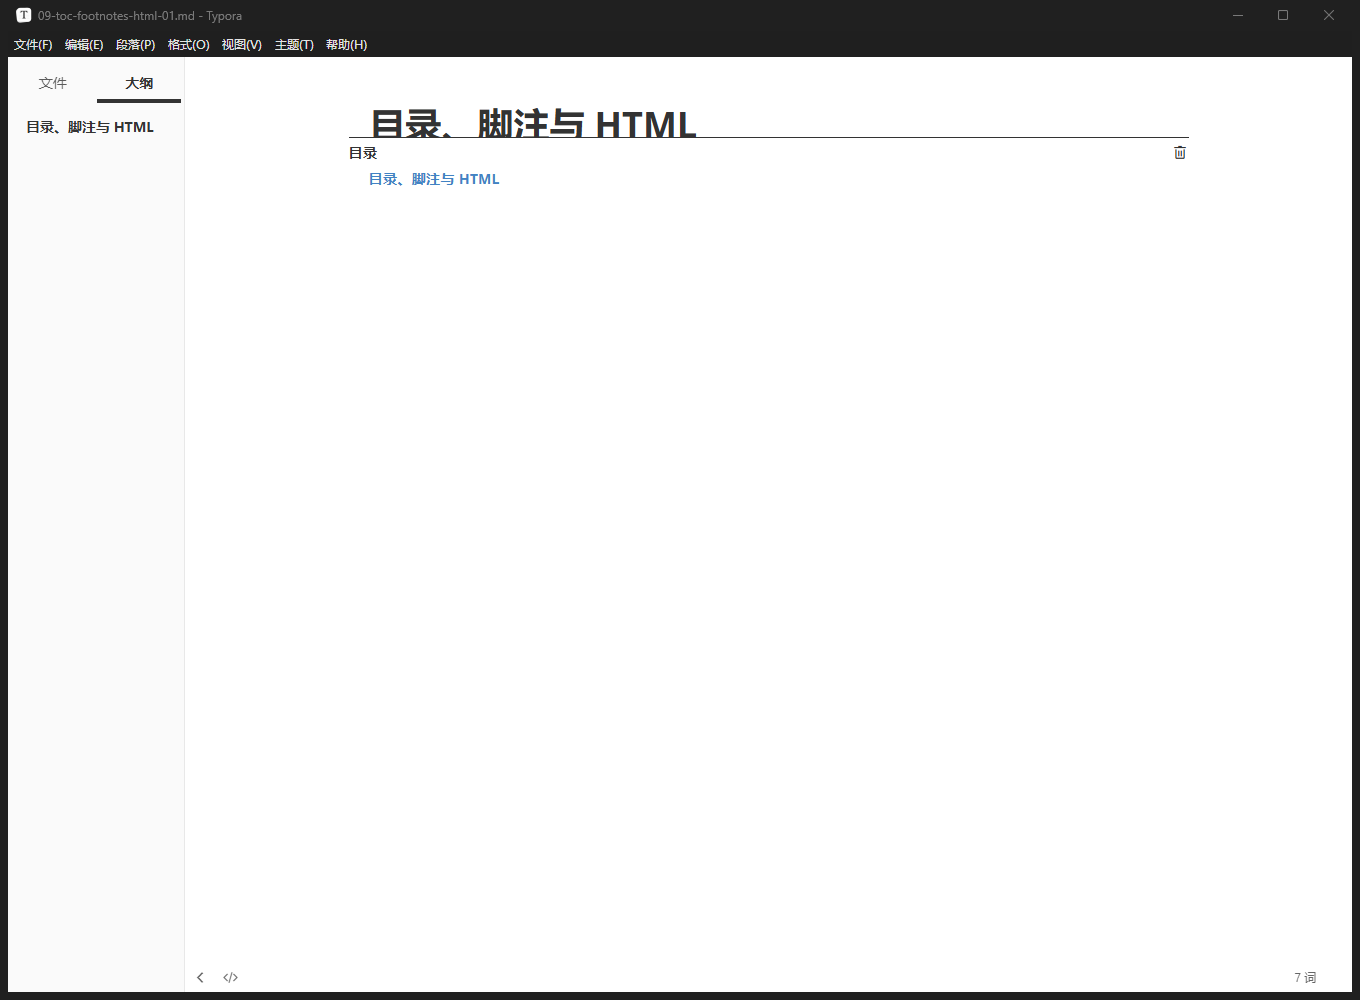 T 09-toc-footnotes-html-01.md - Typora
文件(F) 编辑(E) 段落(P) 格式(O) 视图(V) 主题(T) 帮助(H)
文件 大纲
目录、脚注与 HTML
目录、脚注与 HTML
目录
目录、脚注与 HTML
</> 7 词